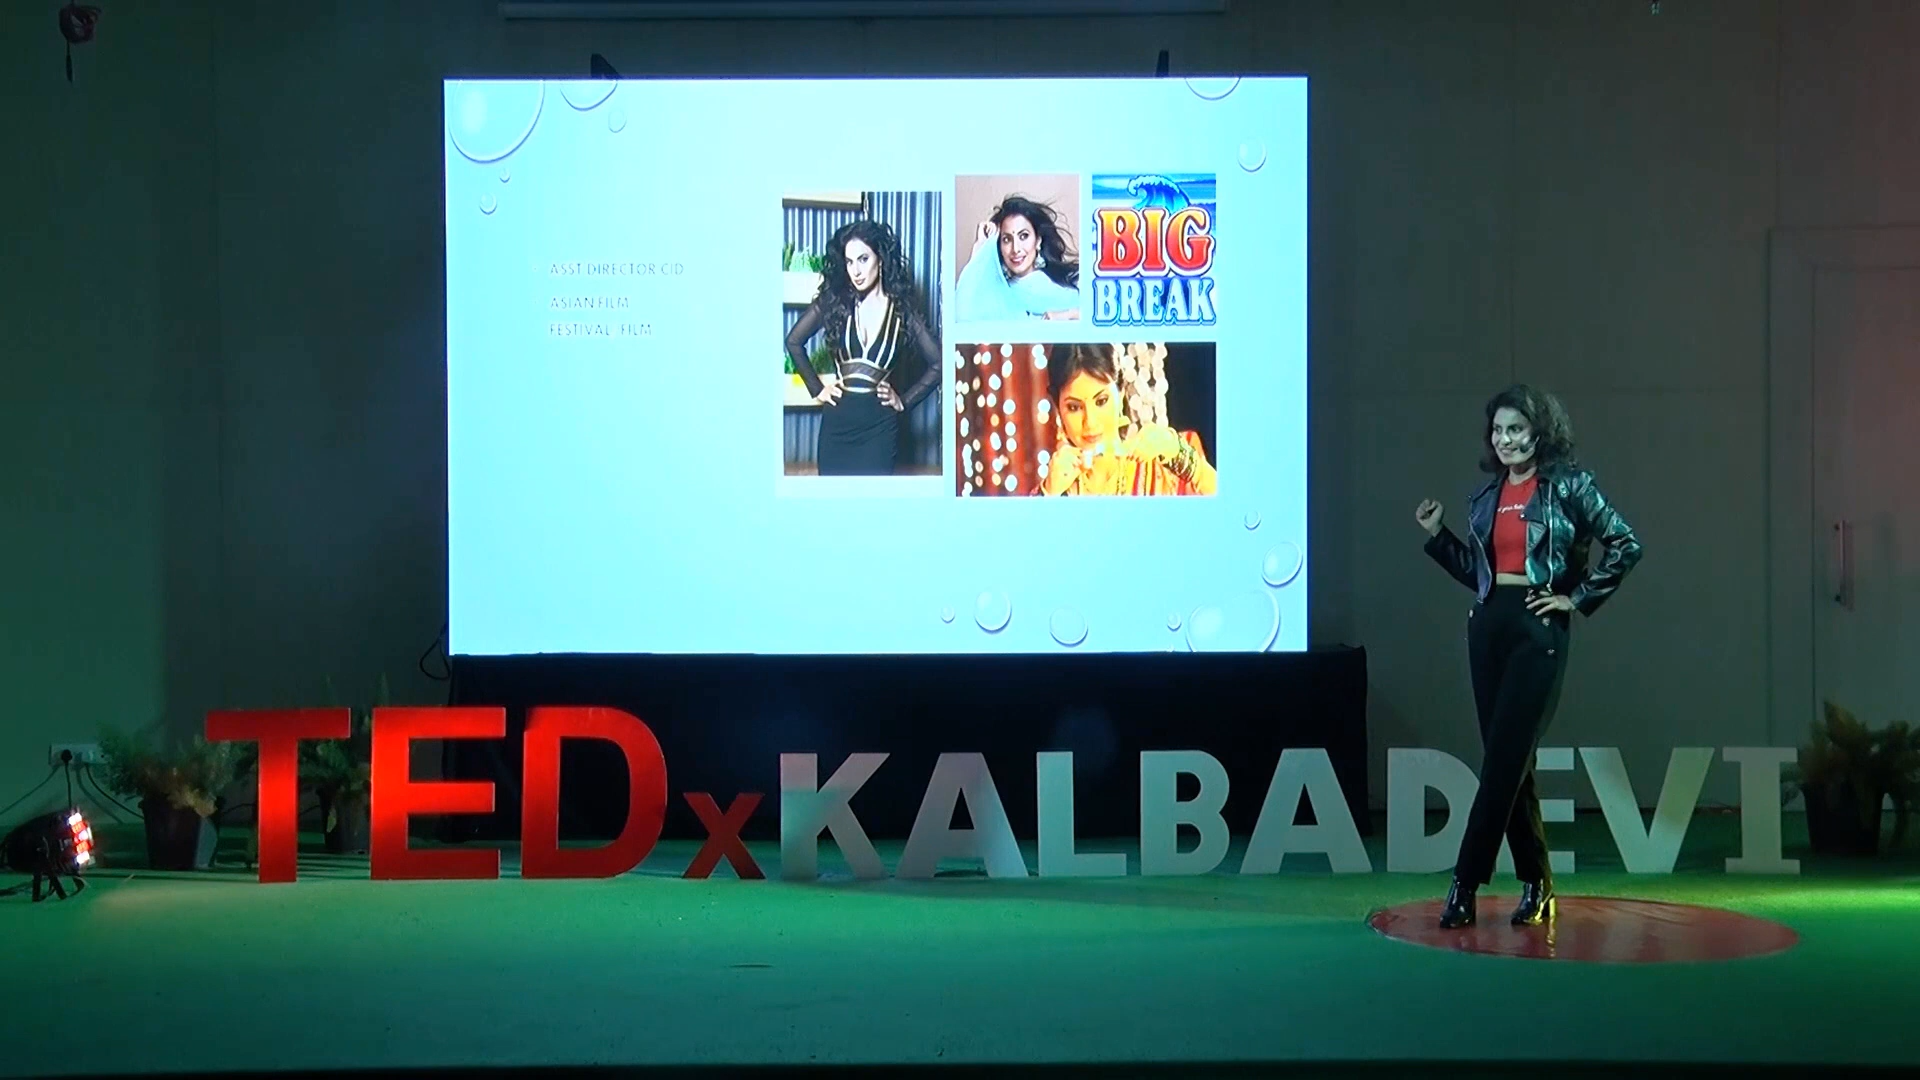 ASST DIRECTOR CID
ASIAN FILM
FESTIVAL FILM
BIG
BREAK
TEDxKALBADEVI